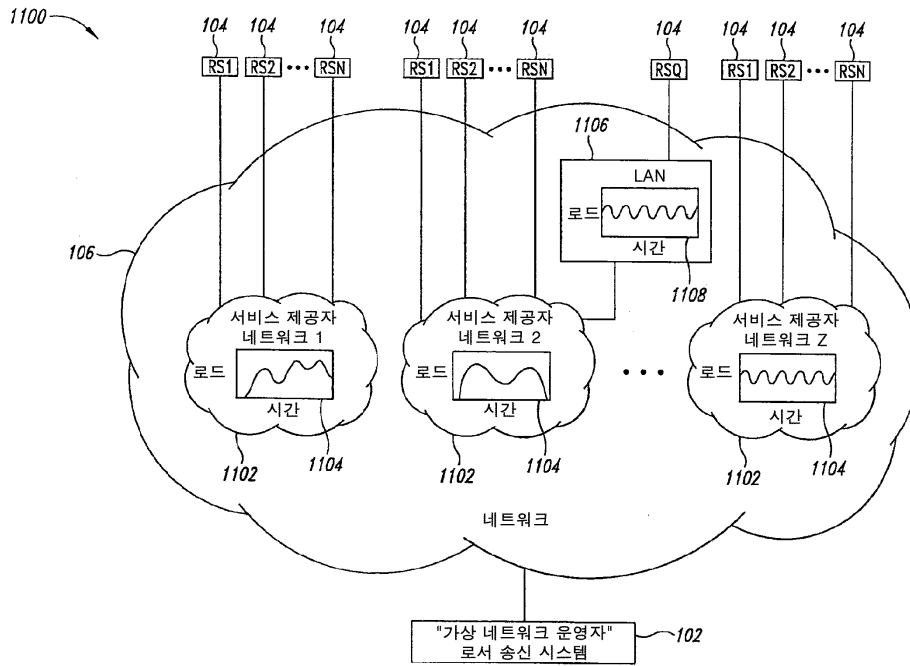 1100
104 104 104 104 104 104 104 104 104 104
RS1 RS2 ••• RSN RS1 RS2 ••• RSN RSQ RS1 RS2 ••• RSN
1106
LAN
로드
시간
1108
106
서비스 제공자
네트워크 1
로드
시간
1102 1104
서비스 제공자
네트워크 2
로드
시간
1102 1104
•••
서비스 제공자
네트워크 Z
로드
시간
1102 1104
네트워크
"가상 네트워크 운영자"
로서 송신 시스템
102